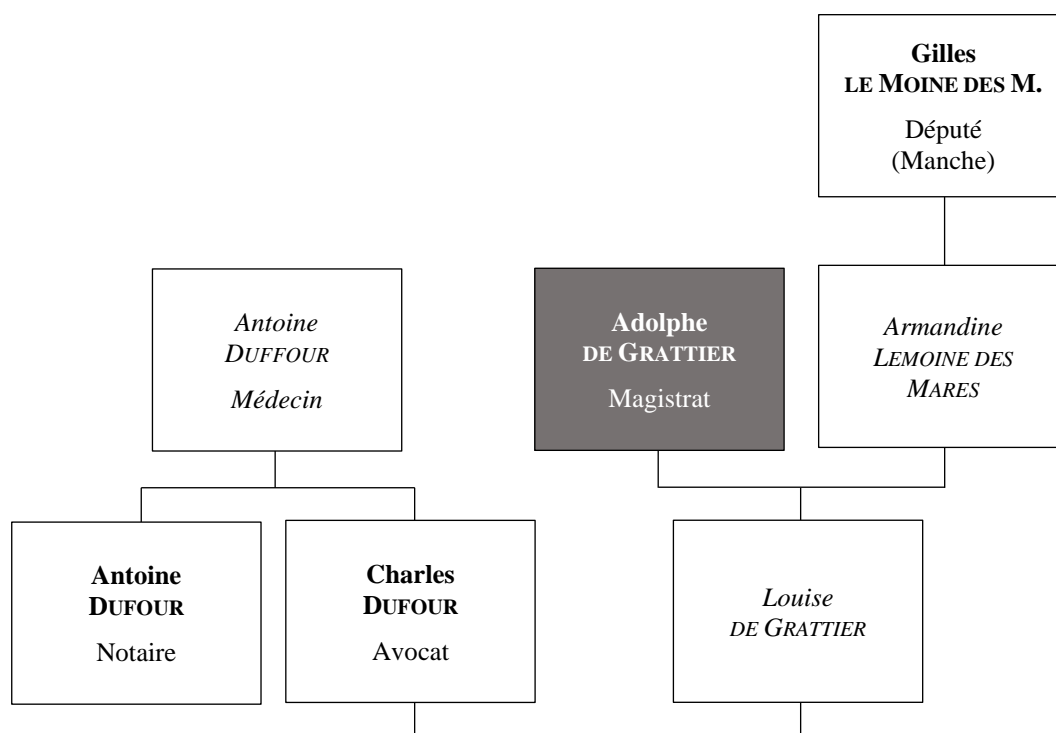 Gilles
LE MOINE DES M.
Député
(Manche)
Antoine
DUFFOUR
Médecin
Adolphe
DE GRATTIER
Magistrat
Armandine
LEMOINE DES
MARES
Antoine
DUFOUR
Notaire
Charles
DUFOUR
Avocat
Louise
DE GRATTIER